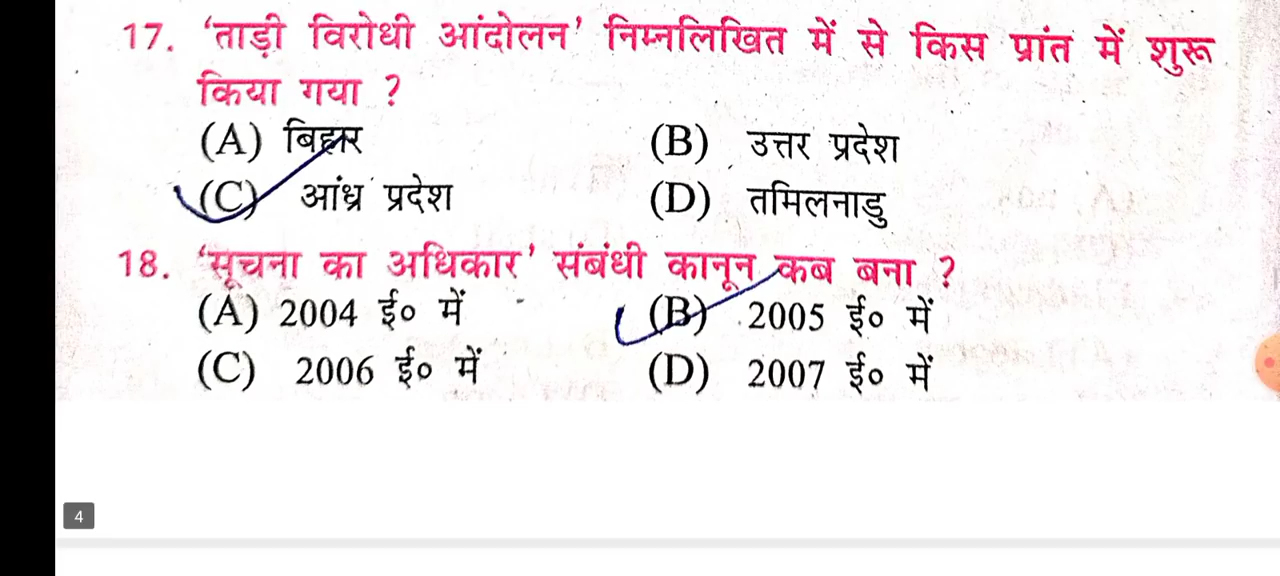 17. ‘ताड़ी विरोधी आंदोलन’ निम्नलिखित में से किस प्रांत में शुरू
किया गया ?
(A) बिहार (B) उत्तर प्रदेश
(C) आंध्र प्रदेश (D) तमिलनाडु
18. ‘सूचना का अधिकार’ संबंधी कानून कब बना ?
(A) 2004 ई० में (B) 2005 ई० में
(C) 2006 ई० में (D) 2007 ई० में
4